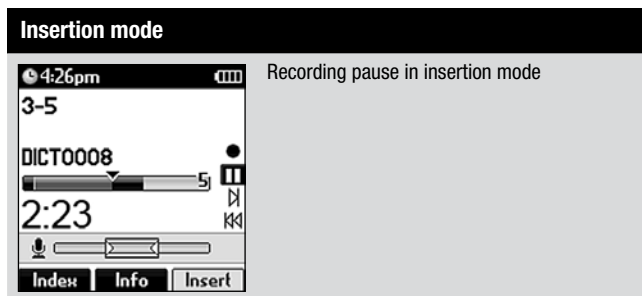 Insertion mode
4:26pm
Recording pause in insertion mode
3-5
DICT0008
5
2:23
Index Info Insert